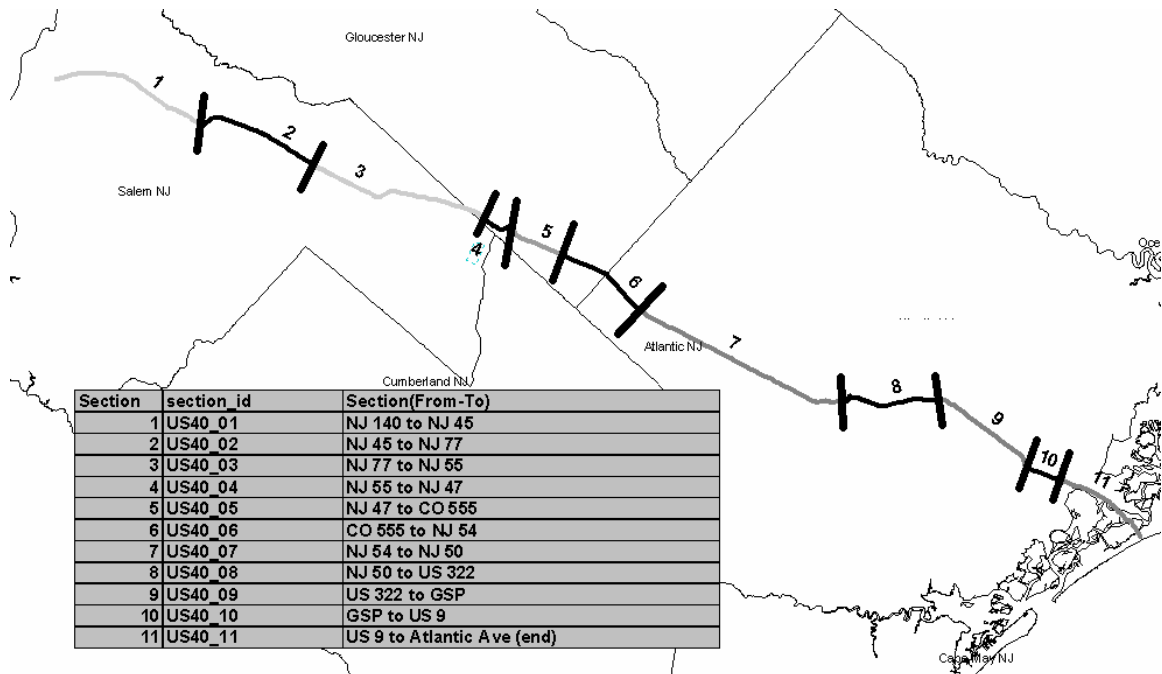 Gloucester NJ
1
2
3
Salem NJ
4
5
6
Oce
Atlantic NJ
7
8
9
10
11
Cumberland NJ
Section section_id Section(From-To)
1 US40_01 NJ 140 to NJ 45
2 US40_02 NJ 45 to NJ 77
3 US40_03 NJ 77 to NJ 55
4 US40_04 NJ 55 to NJ 47
5 US40_05 NJ 47 to CO 555
6 US40_06 CO 555 to NJ 54
7 US40_07 NJ 54 to NJ 50
8 US40_08 NJ 50 to US 322
9 US40_09 US 322 to GSP
10 US40_10 GSP to US 9
11 US40_11 US 9 to Atlantic Ave (end)
Cape May NJ